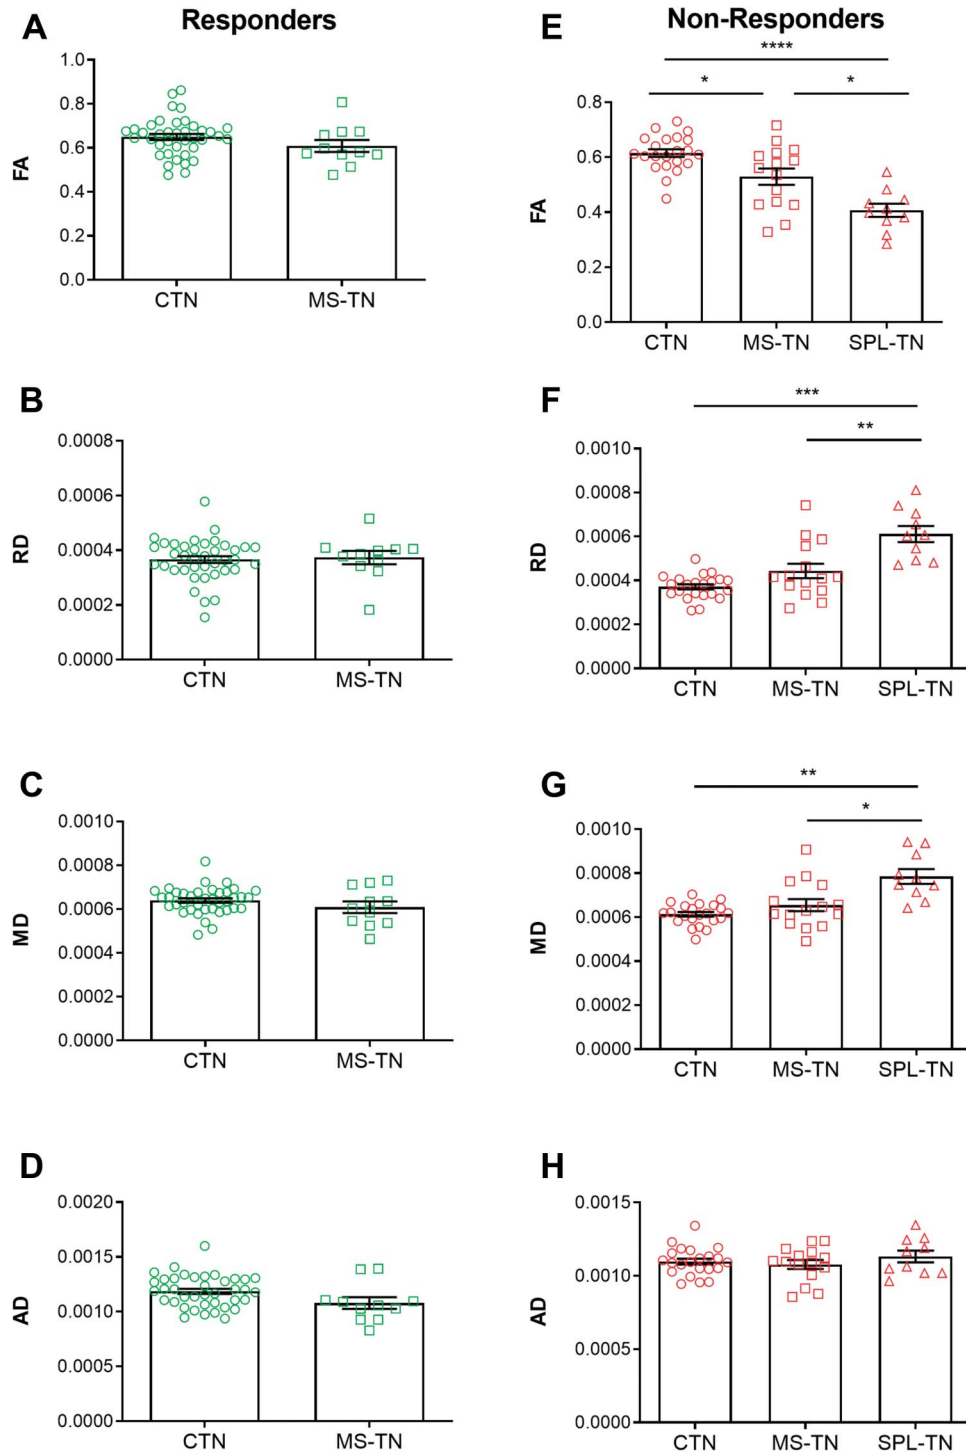 Responders
A
FA
1.0
0.8
0.6
0.4
0.2
0.0
CTN MS-TN
B
RD
0.0008
0.0006
0.0004
0.0002
0.0000
CTN MS-TN
C
MD
0.0010
0.0008
0.0006
0.0004
0.0002
0.0000
CTN MS-TN
D
AD
0.0020
0.0015
0.0010
0.0005
0.0000
CTN MS-TN
Non-Responders
E
****
* *
FA
0.8
0.6
0.4
0.2
0.0
CTN MS-TN SPL-TN
F
***
**
RD
0.0010
0.0008
0.0006
0.0004
0.0002
0.0000
CTN MS-TN SPL-TN
G
**
*
MD
0.0010
0.0008
0.0006
0.0004
0.0002
0.0000
CTN MS-TN SPL-TN
H
AD
0.0015
0.0010
0.0005
0.0000
CTN MS-TN SPL-TN